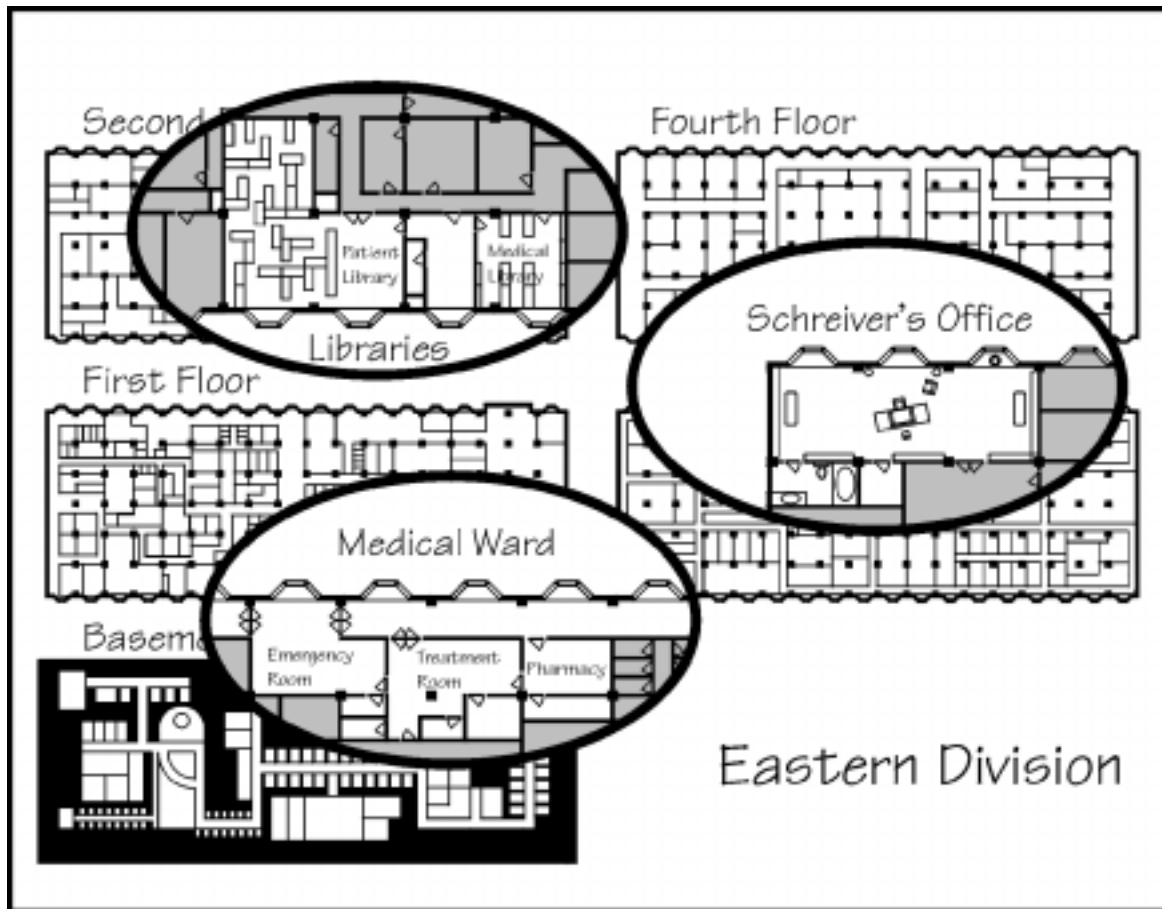 Second
Fourth Floor
Patient
Library
Medical
Library
Libraries
Schreiver's Office
First Floor
Medical Ward
Emergency
Room
Treatment
Room
Pharmacy
Eastern Division